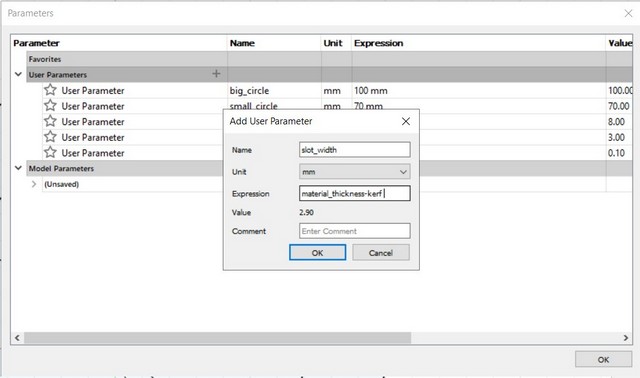 Parameters
Parameter Name Unit Expression Value
Favorites
User Parameters +
User Parameter big_circle mm 100 mm 100.00
User Parameter small_circle mm 70 mm 70.00
User Parameter 8.00
User Parameter 3.00
User Parameter 0.10
Model Parameters
(Unsaved)
Add User Parameter
Name slot_width
Unit mm
Expression material_thickness-kerf
Value 2.90
Comment Enter Comment
OK Cancel
OK